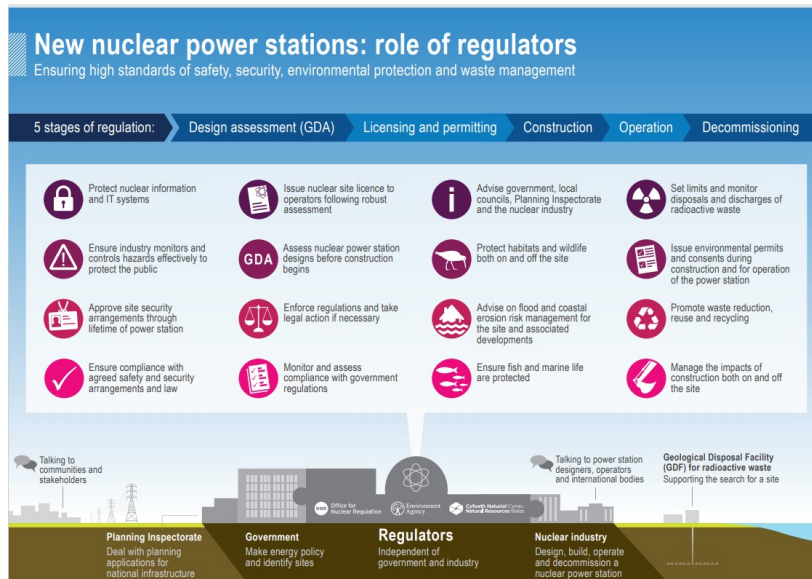 New nuclear power stations: role of regulators
Ensuring high standards of safety, security, environmental protection and waste management
5 stages of regulation:
Design assessment (GDA)
Licensing and permitting
Construction
Operation
Decommissioning
Protect nuclear information
and IT systems
Issue nuclear site licence to
operators following robust
assessment
i
Advise government, local
councils, Planning Inspectorate
and the nuclear industry
Set limits and monitor
disposals and discharges of
radioactive waste
Ensure industry monitors and
controls hazards effectively to
protect the public
GDA
Assess nuclear power station
designs before construction
begins
Protect habitats and wildlife
both on and off the site
Issue environmental permits
and consents during
construction and for operation
of the power station
Approve site security
arrangements through
lifetime of power station
Enforce regulations and take
legal action if necessary
Advise on flood and coastal
erosion risk management for
the site and associated
developments
Promote waste reduction,
reuse and recycling
Ensure compliance with
agreed safety and security
arrangements and law
Monitor and assess
compliance with government
regulations
Ensure fish and marine life
are protected
Manage the impacts of
construction both on and off
the site
Talking to
communities and
stakeholders
ONR
Office for
Nuclear Regulation
Environment
Agency
Cyfoeth Naturiol Cymru
Natural Resources Wales
Talking to power station
designers, operators
and international bodies
Geological Disposal Facility
(GDF) for radioactive waste
Supporting the search for a site
Planning Inspectorate
Deal with planning
applications for
national infrastructure
Government
Make energy policy
and identify sites
Regulators
Independent of
government and industry
Nuclear industry
Design, build, operate
and decommission a
nuclear power station